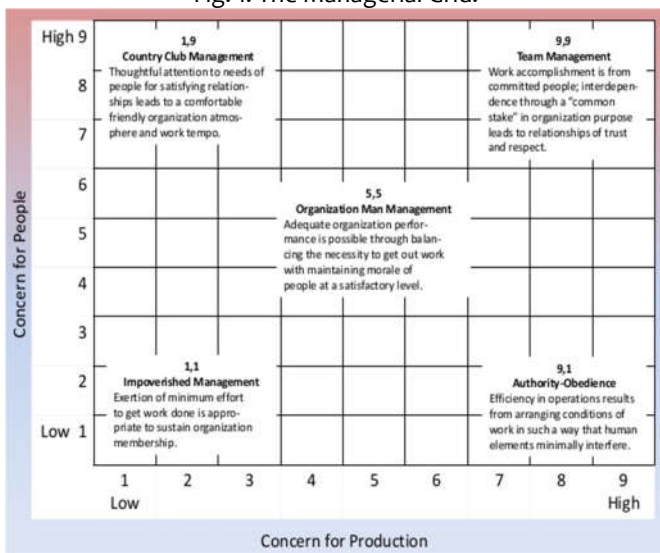 Fig. 1. The Managerial Grid.
High 9
8
7
6
5
4
3
2
Low 1
Concern for People
1,9
Country Club Management
Thoughtful attention to needs of
people for satisfying relation-
ships leads to a comfortable
friendly organization atmos-
phere and work tempo.
9,9
Team Management
Work accomplishment is from
committed people; interdepen-
dence through a “common
stake” in organization purpose
leads to relationships of trust
and respect.
5,5
Organization Man Management
Adequate organization perfor-
mance is possible through balan-
cing the necessity to get out work
with maintaining morale of
people at a satisfactory level.
1,1
Impoverished Management
Exertion of minimum effort
to get work done is appro-
priate to sustain organization
membership.
9,1
Authority-Obedience
Efficiency in operations results
from arranging conditions of
work in such a way that human
elements minimally interfere.
1 2 3 4 5 6 7 8 9
Low High
Concern for Production